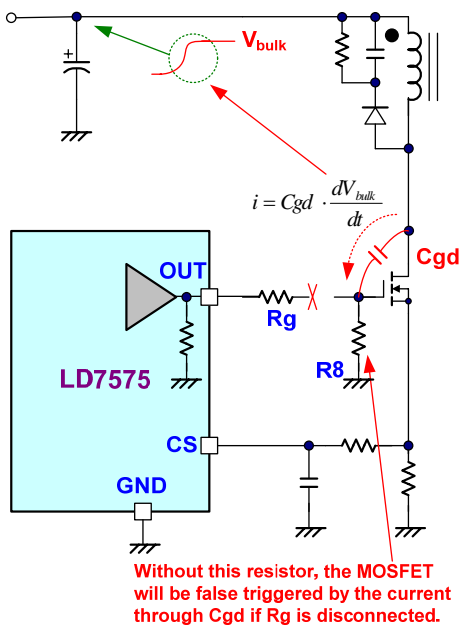 +
Vbulk
i = Cgd · dVbulk / dt
Cgd
OUT
Rg
R8
LD7575
CS
GND
Without this resistor, the MOSFET
will be false triggered by the current
through Cgd if Rg is disconnected.